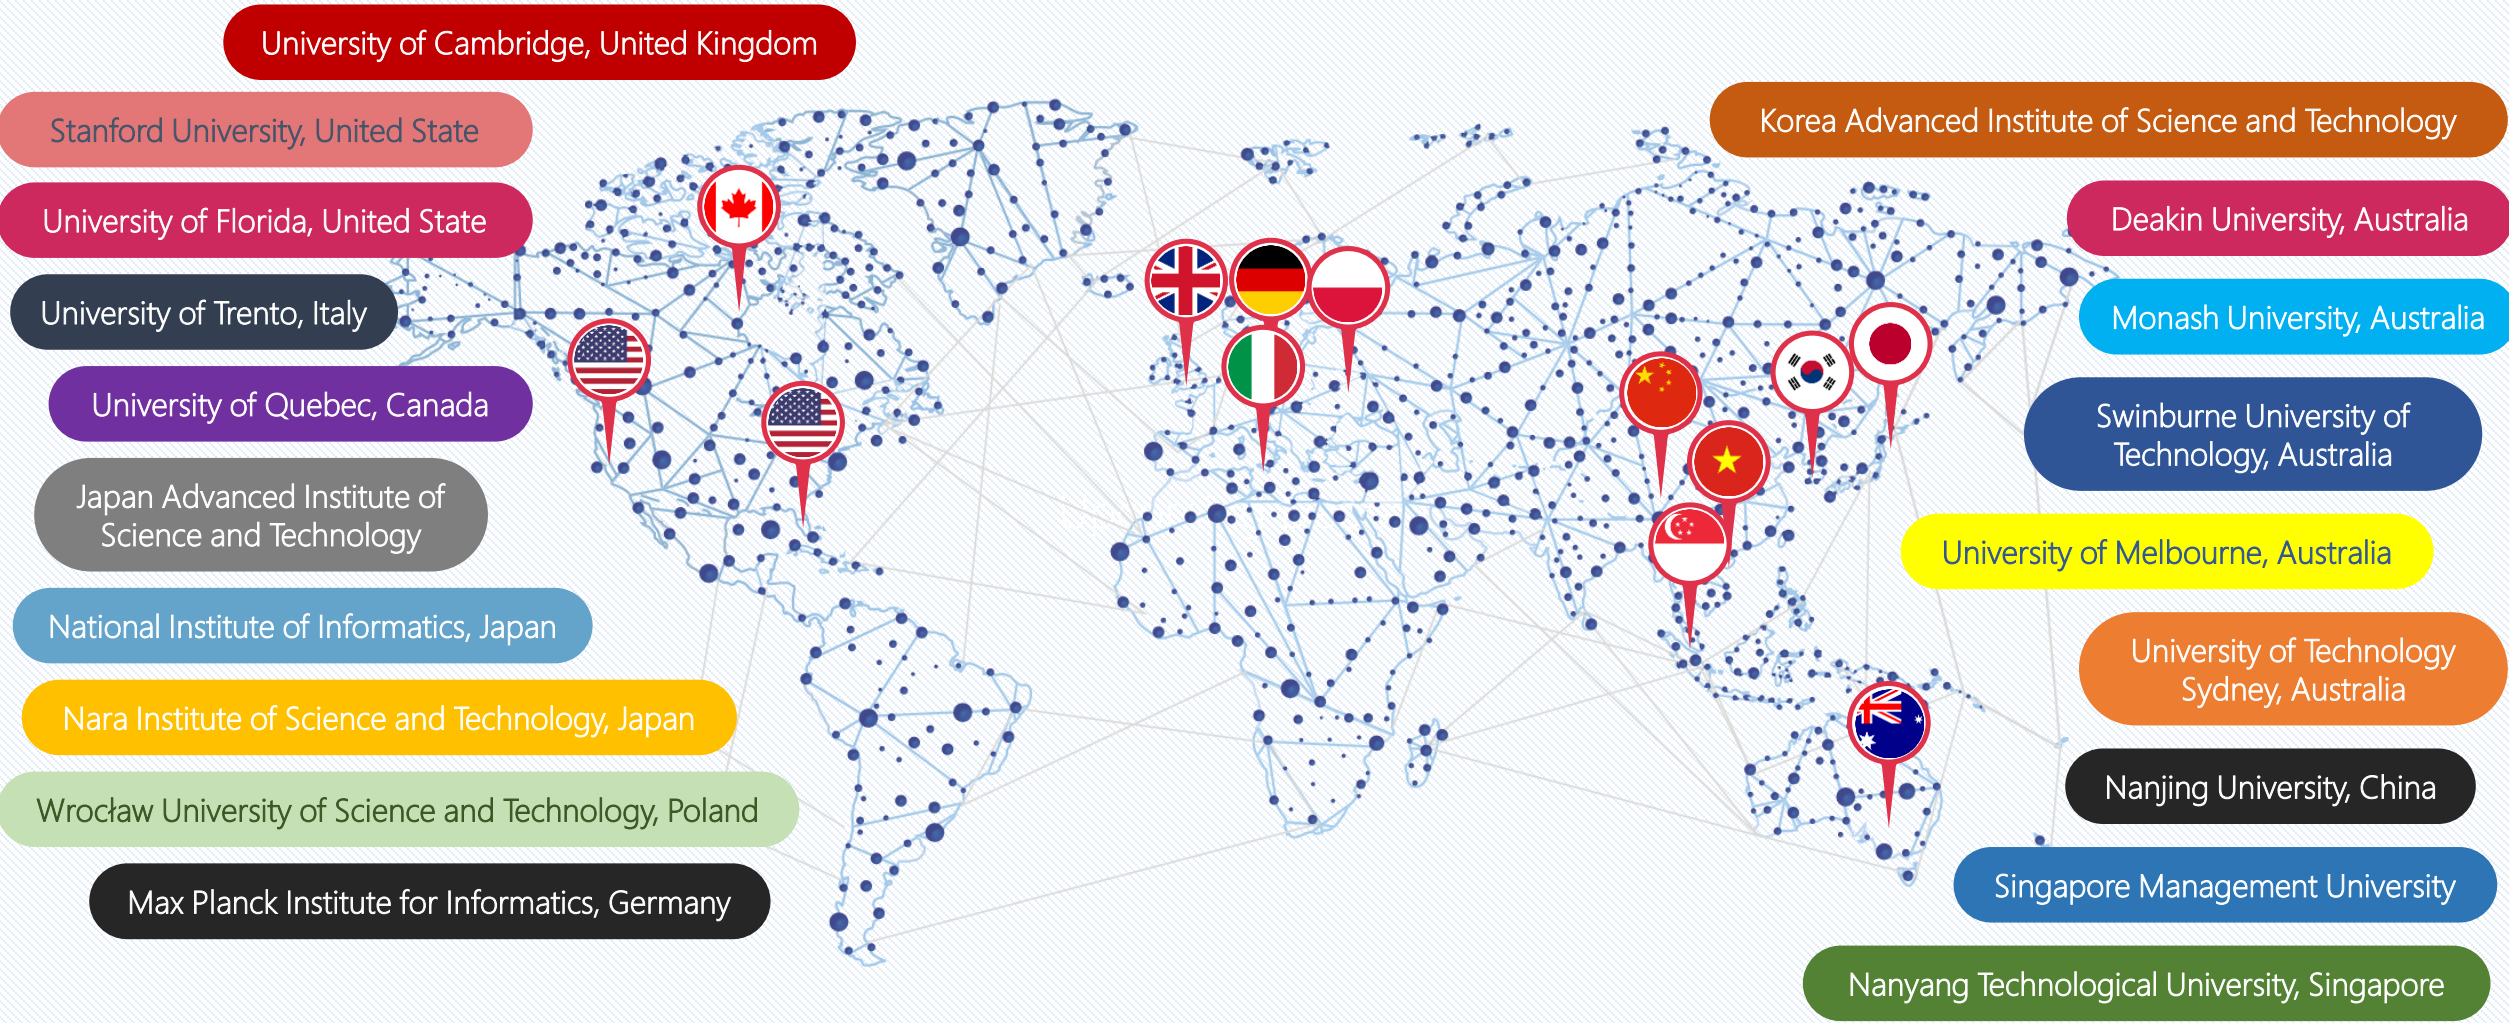 University of Cambridge, United Kingdom
Stanford University, United State
University of Florida, United State
University of Trento, Italy
University of Quebec, Canada
Japan Advanced Institute of
Science and Technology
National Institute of Informatics, Japan
Nara Institute of Science and Technology, Japan
Wrocław University of Science and Technology, Poland
Max Planck Institute for Informatics, Germany
Korea Advanced Institute of Science and Technology
Deakin University, Australia
Monash University, Australia
Swinburne University of
Technology, Australia
University of Melbourne, Australia
University of Technology
Sydney, Australia
Nanjing University, China
Singapore Management University
Nanyang Technological University, Singapore